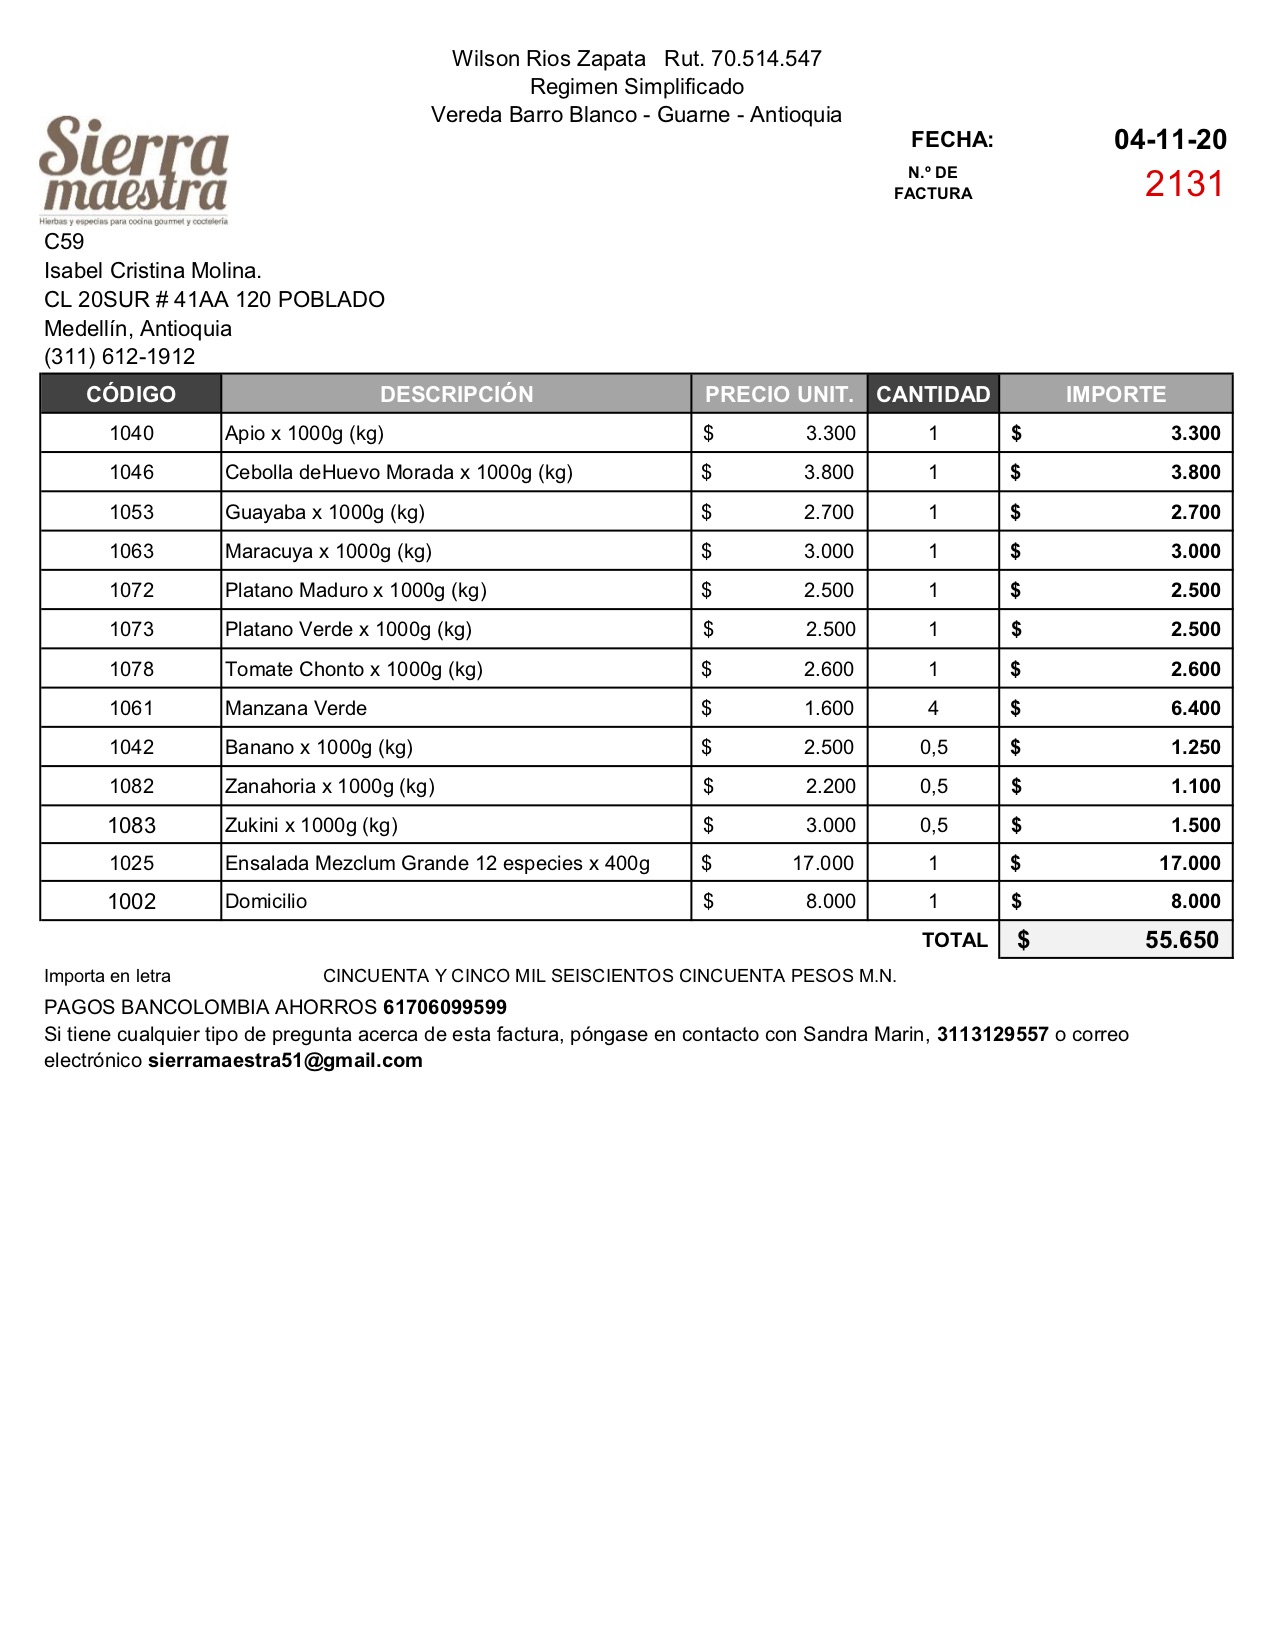 Wilson Rios Zapata   Rut. 70.514.547
Regimen Simplificado
Vereda Barro Blanco - Guarne - Antioquia
Sierra
maestra
Hierbas y especias para cocina gourmet y coctelería
FECHA: 04-11-20
N.º DE
FACTURA 2131
C59
Isabel Cristina Molina.
CL 20SUR # 41AA 120 POBLADO
Medellín, Antioquia
(311) 612-1912
CÓDIGO DESCRIPCIÓN PRECIO UNIT. CANTIDAD IMPORTE
1040 Apio x 1000g (kg) $ 3.300 1 $ 3.300
1046 Cebolla deHuevo Morada x 1000g (kg) $ 3.800 1 $ 3.800
1053 Guayaba x 1000g (kg) $ 2.700 1 $ 2.700
1063 Maracuya x 1000g (kg) $ 3.000 1 $ 3.000
1072 Platano Maduro x 1000g (kg) $ 2.500 1 $ 2.500
1073 Platano Verde x 1000g (kg) $ 2.500 1 $ 2.500
1078 Tomate Chonto x 1000g (kg) $ 2.600 1 $ 2.600
1061 Manzana Verde $ 1.600 4 $ 6.400
1042 Banano x 1000g (kg) $ 2.500 0,5 $ 1.250
1082 Zanahoria x 1000g (kg) $ 2.200 0,5 $ 1.100
1083 Zukini x 1000g (kg) $ 3.000 0,5 $ 1.500
1025 Ensalada Mezclum Grande 12 especies x 400g $ 17.000 1 $ 17.000
1002 Domicilio $ 8.000 1 $ 8.000
TOTAL $ 55.650
Importa en letra CINCUENTA Y CINCO MIL SEISCIENTOS CINCUENTA PESOS M.N.
PAGOS BANCOLOMBIA AHORROS 61706099599
Si tiene cualquier tipo de pregunta acerca de esta factura, póngase en contacto con Sandra Marin, 3113129557 o correo
electrónico sierramaestra51@gmail.com